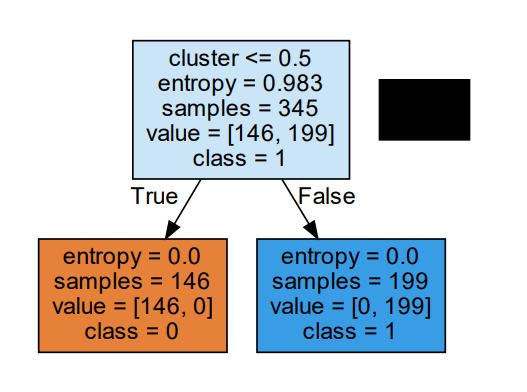 cluster <= 0.5
entropy = 0.983
samples = 345
value = [146, 199]
class = 1
True
False
entropy = 0.0
samples = 146
value = [146, 0]
class = 0
entropy = 0.0
samples = 199
value = [0, 199]
class = 1